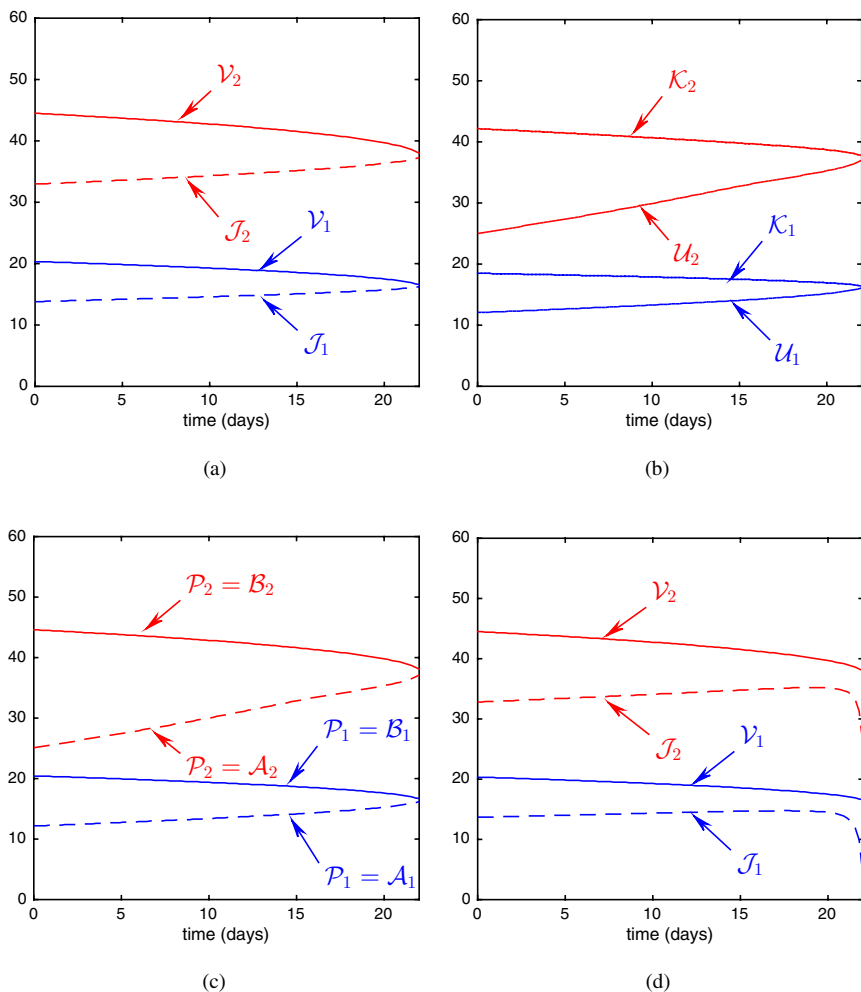 60
50
40
30
20
10
0
𝒱₂
𝒥₂
𝒱₁
𝒥₁
0 5 10 15 20
time (days)
(a)
60
50
40
30
20
10
0
𝒦₂
𝒰₂
𝒦₁
𝒰₁
0 5 10 15 20
time (days)
(b)
60
50
40
30
20
10
0
𝒫₂ = ℬ₂
𝒫₁ = ℬ₁
𝒫₂ = 𝒜₂
𝒫₁ = 𝒜₁
0 5 10 15 20
time (days)
(c)
60
50
40
30
20
10
0
𝒱₂
𝒥₂
𝒱₁
𝒥₁
0 5 10 15 20
time (days)
(d)